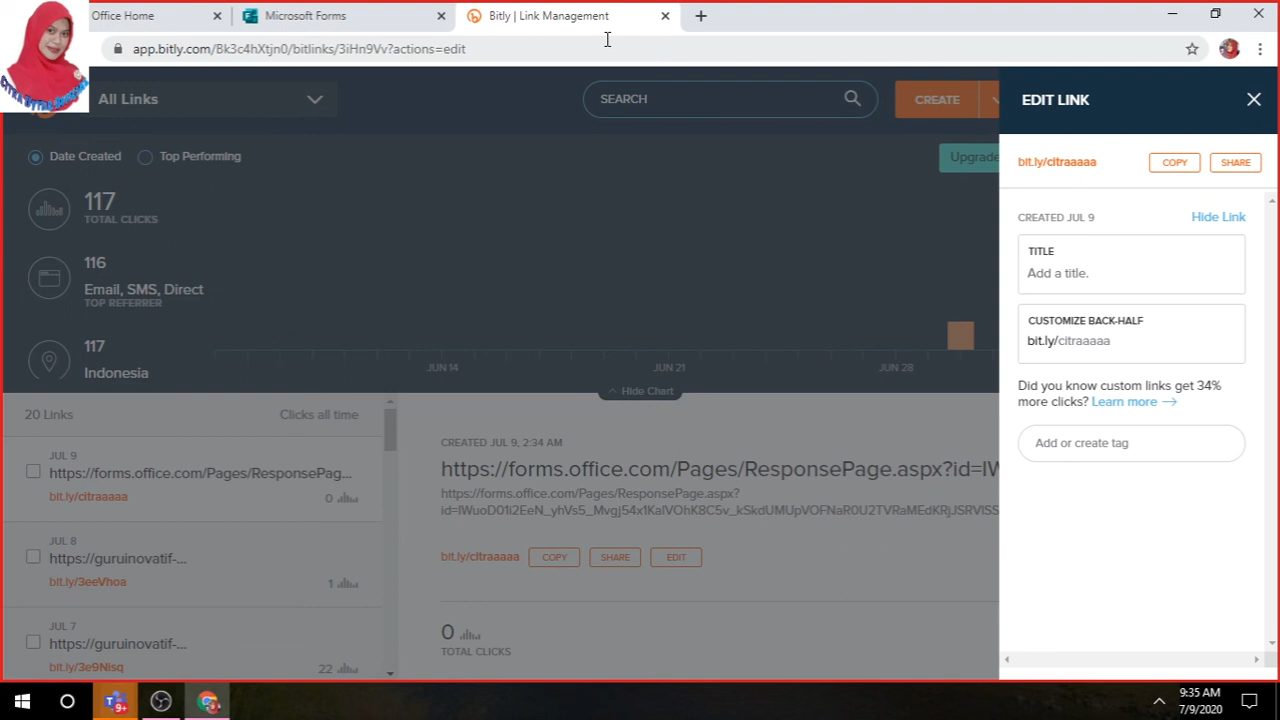 Office Home
Microsoft Forms
Bitly | Link Management
app.bitly.com/Bk3c4hXtjn0/bitlinks/3iHn9Vv?actions=edit
All Links
SEARCH
CREATE
EDIT LINK
Date Created
Top Performing
Upgrade
bit.ly/citraaaaa
COPY
SHARE
117
TOTAL CLICKS
116
Email, SMS, Direct
TOP REFERRER
117
Indonesia
JUN 14
JUN 21
JUN 28
Hide Chart
CREATED JUL 9
Hide Link
TITLE
Add a title.
CUSTOMIZE BACK-HALF
bit.ly/citraaaaa
Did you know custom links get 34%
more clicks? Learn more
Add or create tag
20 Links
Clicks all time
JUL 9
https://forms.office.com/Pages/ResponsePag...
bit.ly/citraaaaa
0
JUL 8
https://guruinovatif-...
bit.ly/3eeVhoa
1
JUL 7
https://guruinovatif-...
bit.ly/3e9Nlsq
22
CREATED JUL 9, 2:34 AM
https://forms.office.com/Pages/ResponsePage.aspx?id=IW
https://forms.office.com/Pages/ResponsePage.aspx?
id=IWuoD01i2EeN_yhVs5_Mvgj54x1KalVOhK8C5v_kSkdUMUpVOFNaR0U2TVRaMEdKRjJSRVlSS
bit.ly/citraaaaa
COPY
SHARE
EDIT
0
TOTAL CLICKS
9+
9:35 AM
7/9/2020